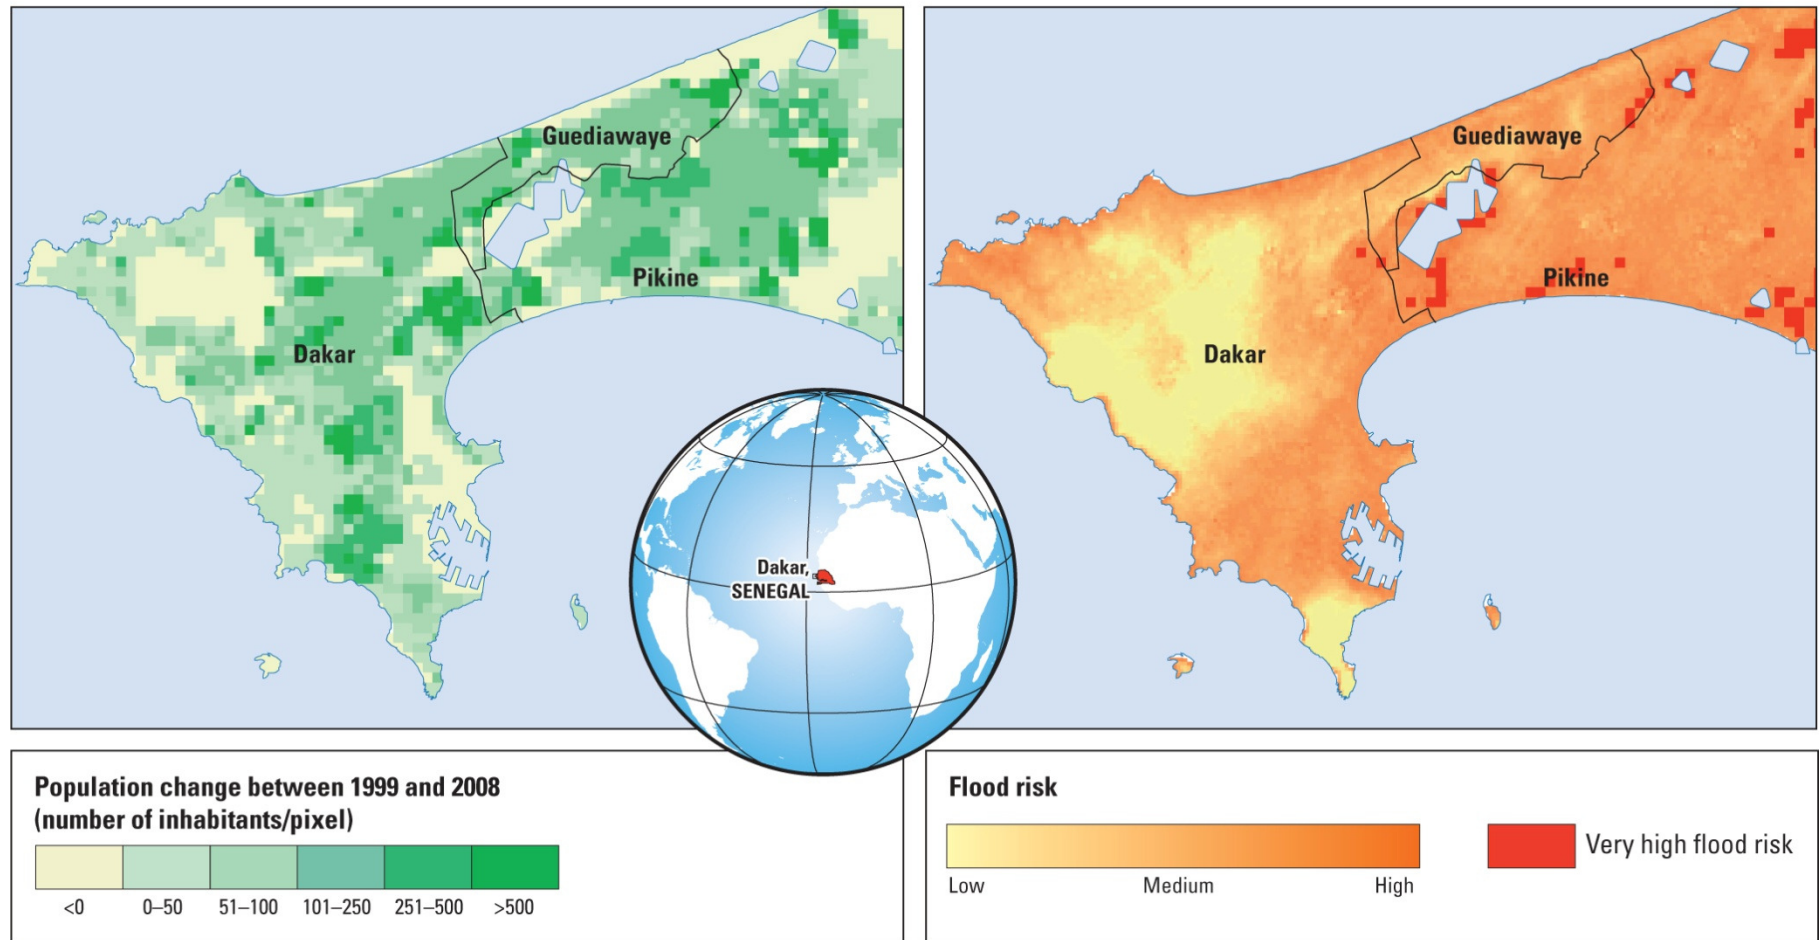 Guediawaye
Pikine
Dakar
Guediawaye
Pikine
Dakar
Dakar,
SENEGAL
Population change between 1999 and 2008
(number of inhabitants/pixel)
<0 0–50 51–100 101–250 251–500 >500
Flood risk
Low Medium High
Very high flood risk